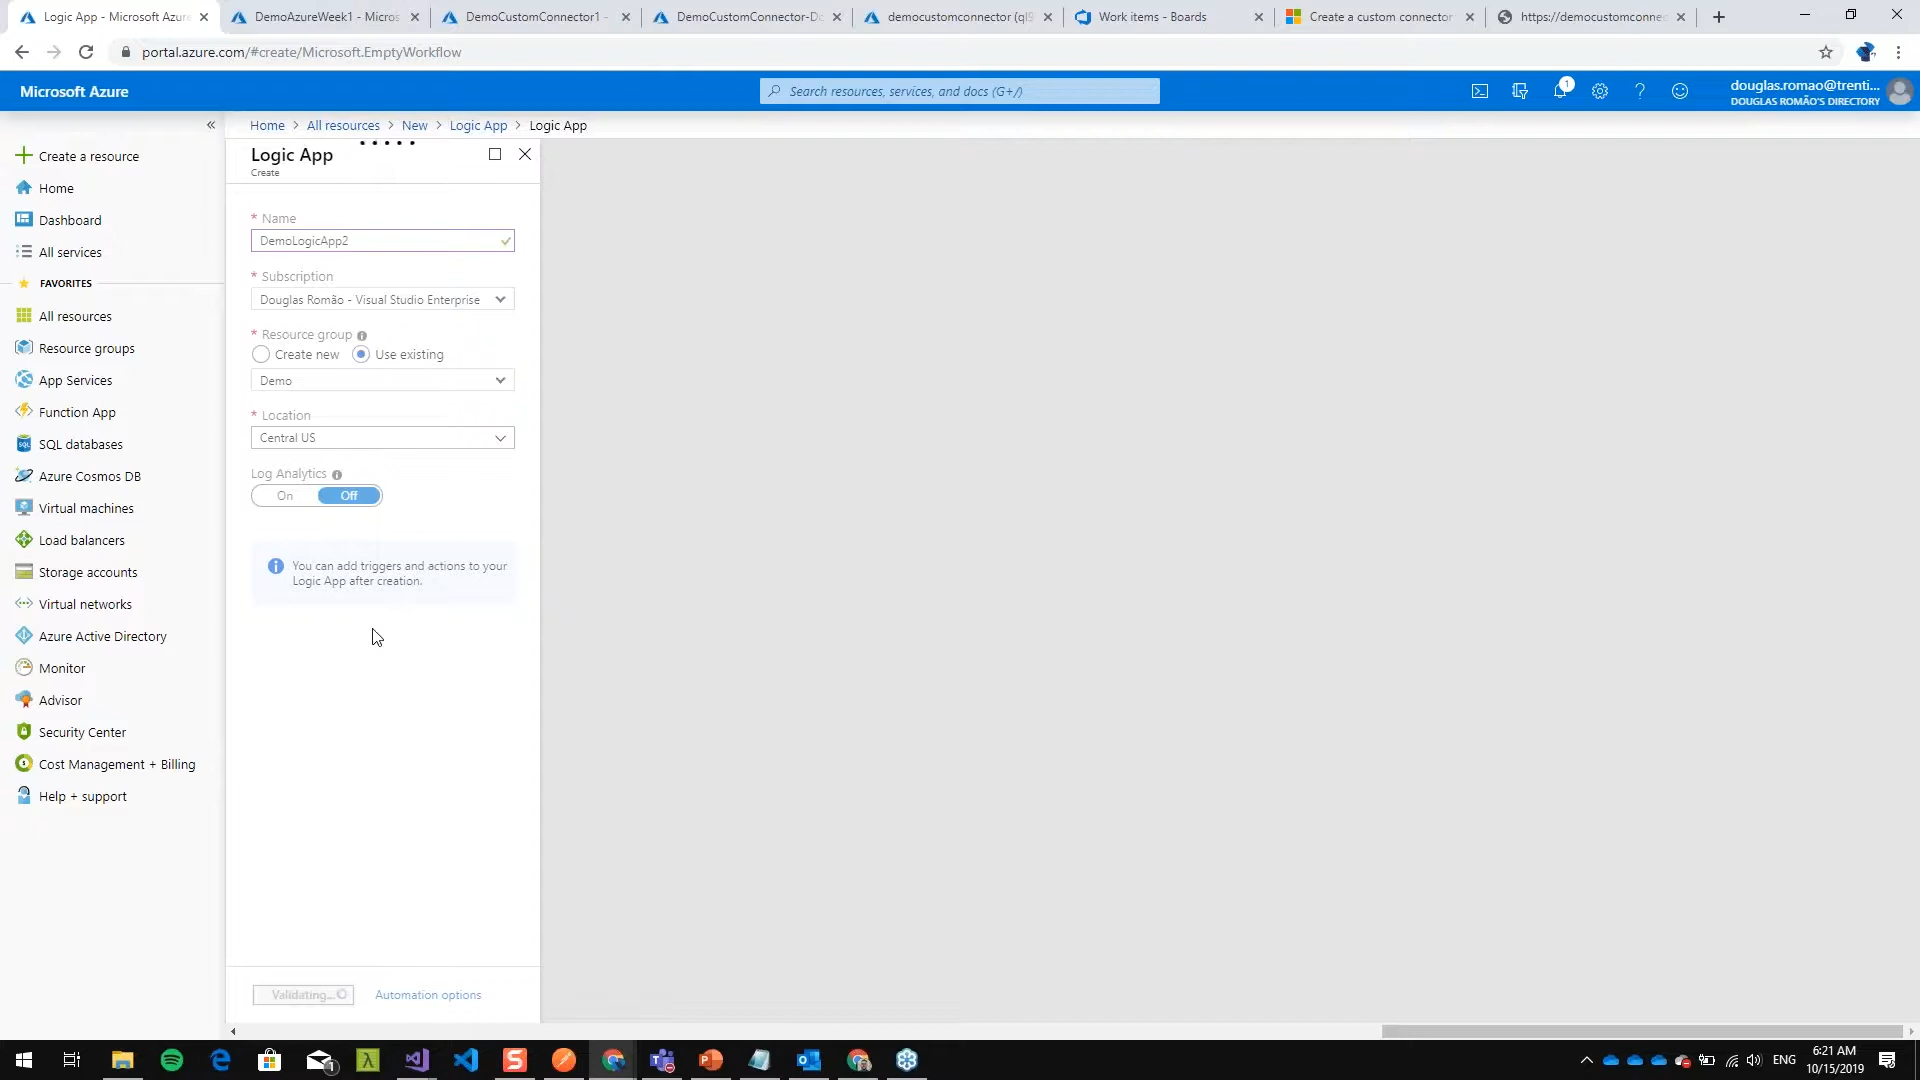 Logic App - Microsoft Azure
DemoAzureWeek1 - Micros
DemoCustomConnector1 -
DemoCustomConnector-Do
democustomconnector (ql9
Work items - Boards
Create a custom connector
https://democustomconnec
portal.azure.com/#create/Microsoft.EmptyWorkflow
Microsoft Azure
Search resources, services, and docs (G+/)
1
douglas.romao@trenti...
DOUGLAS ROMÃO'S DIRECTORY
Home > All resources > New > Logic App > Logic App
Create a resource
Home
Dashboard
All services
FAVORITES
All resources
Resource groups
App Services
Function App
SQL databases
Azure Cosmos DB
Virtual machines
Load balancers
Storage accounts
Virtual networks
Azure Active Directory
Monitor
Advisor
Security Center
Cost Management + Billing
Help + support
Logic App
Create
* Name
DemoLogicApp2
* Subscription
Douglas Romão - Visual Studio Enterprise
* Resource group
Create new Use existing
Demo
* Location
Central US
Log Analytics
On Off
You can add triggers and actions to your
Logic App after creation.
Validating...
Automation options
ENG
6:21 AM
10/15/2019